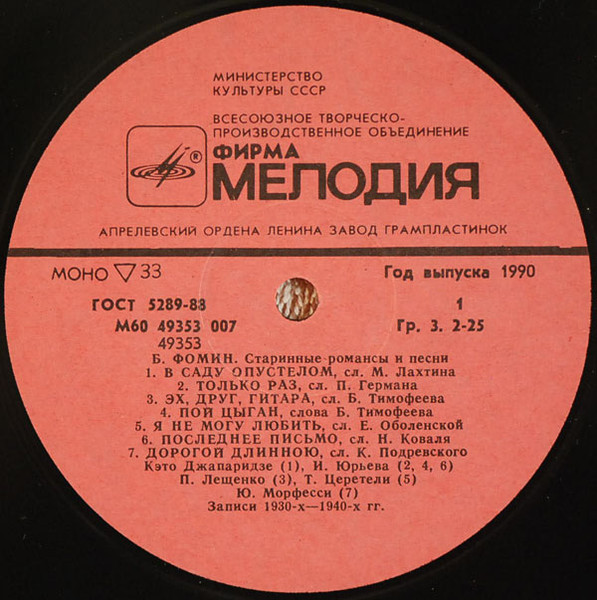 МИНИСТЕРСТВО
КУЛЬТУРЫ СССР
ВСЕСОЮЗНОЕ ТВОРЧЕСКО-
ПРОИЗВОДСТВЕННОЕ ОБЪЕДИНЕНИЕ
®
ФИРМА
МЕЛОДИЯ
АПРЕЛЕВСКИЙ ОРДЕНА ЛЕНИНА ЗАВОД ГРАМПЛАСТИНОК
МОНО ▽ 33
Год выпуска 1990
ГОСТ 5289-88
1
М60 49353 007
Гр. 3. 2-25
49353
Б. ФОМИН. Старинные романсы и песни
1. В САДУ ОПУСТЕЛОМ, сл. М. Лахтина
2. ТОЛЬКО РАЗ, сл. П. Германа
3. ЭХ, ДРУГ, ГИТАРА, сл. Б. Тимофеева
4. ПОЙ ЦЫГАН, слова Б. Тимофеева
5. Я НЕ МОГУ ЛЮБИТЬ, сл. Е. Оболенской
6. ПОСЛЕДНЕЕ ПИСЬМО, сл. Н. Коваля
7. ДОРОГОЙ ДЛИННОЮ, сл. К. Подревского
Кэто Джапаридзе (1), И. Юрьева (2, 4, 6)
П. Лещенко (3), Т. Церетели (5)
Ю. Морфесси (7)
Записи 1930-х—1940-х гг.